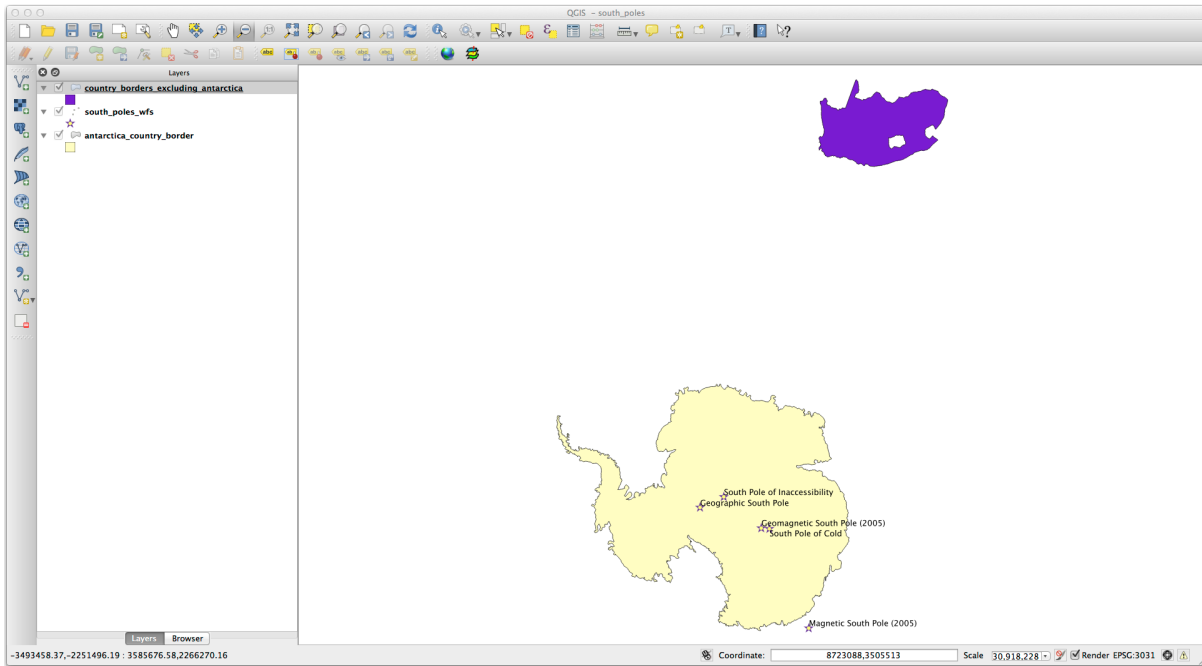 QGIS - south_poles
Layers
country_borders_excluding_antarctica
south_poles_wfs
antarctica_country_border
South Pole of Inaccessibility
Geographic South Pole
Geomagnetic South Pole (2005)
South Pole of Cold
Magnetic South Pole (2005)
Layers Browser
-3493458.37,-2251496.19 : 3585676.58,2266270.16 Coordinate: 8723088,3505513 Scale 30,918,228 Render EPSG:3031